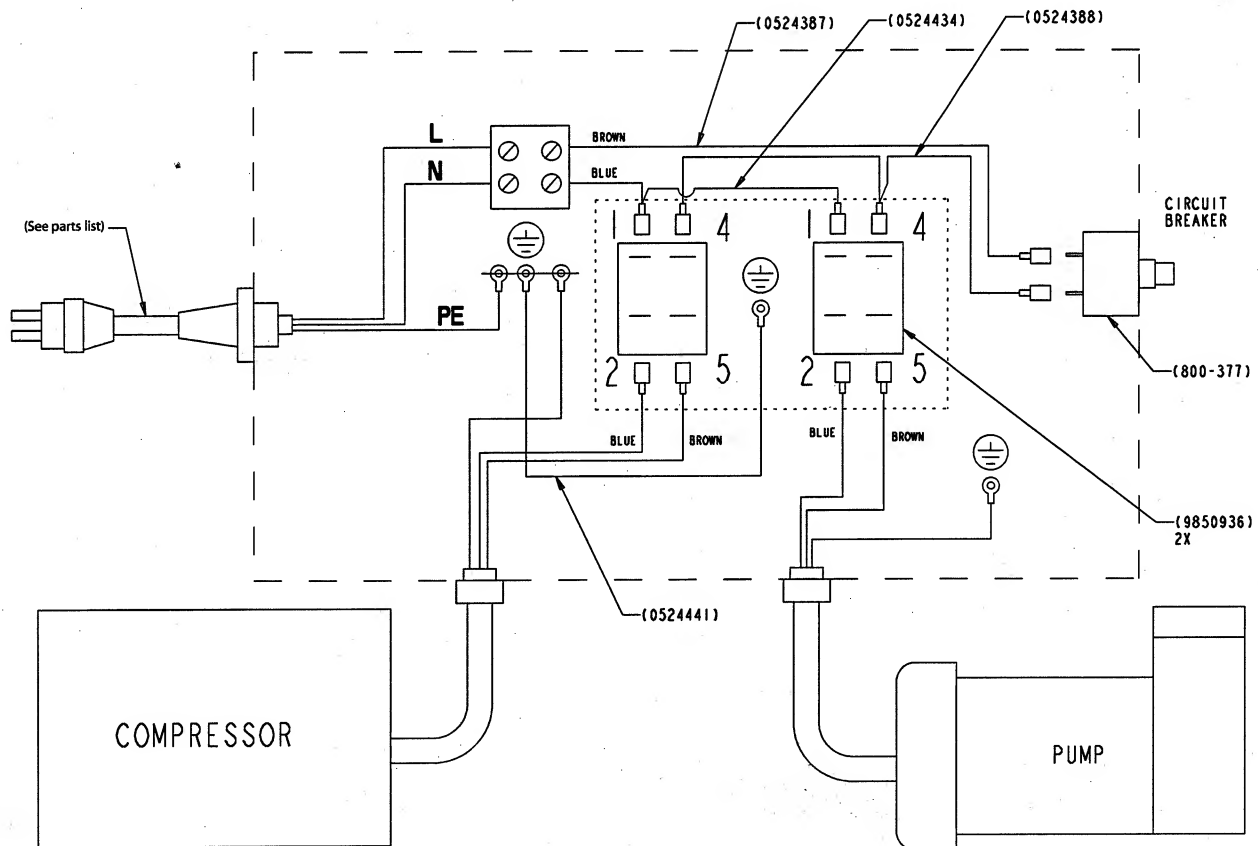 (0524387)
(0524434)
(0524388)
L
BROWN
N
BLUE
CIRCUIT
BREAKER
(See parts list)
1
4
1
4
PE
2
5
2
5
(800-377)
BLUE
BROWN
BLUE
BROWN
(9850936)
2X
(0524441)
COMPRESSOR
PUMP